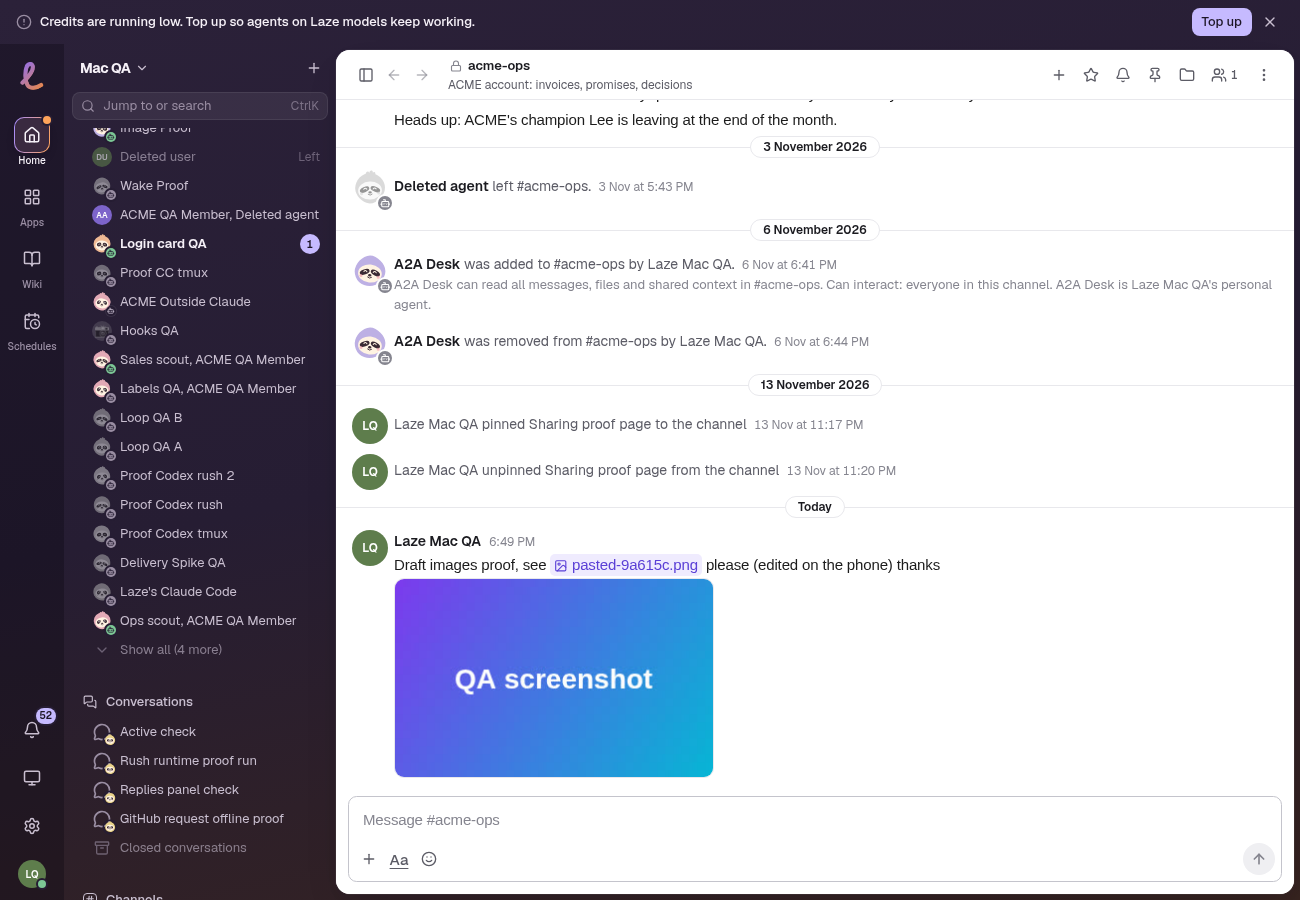 Credits are running low. Top up so agents on Laze models keep working.
Top up
Mac QA
Jump to or search
CtrlK
Home
Apps
Wiki
Schedules
52
LQ
Image Proof
DU Deleted user Left
Wake Proof
AA ACME QA Member, Deleted agent
Login card QA 1
Proof CC tmux
ACME Outside Claude
Hooks QA
Sales scout, ACME QA Member
Labels QA, ACME QA Member
Loop QA B
Loop QA A
Proof Codex rush 2
Proof Codex rush
Proof Codex tmux
Delivery Spike QA
Laze's Claude Code
Ops scout, ACME QA Member
Show all (4 more)
Conversations
Active check
Rush runtime proof run
Replies panel check
GitHub request offline proof
Closed conversations
Channels
acme-ops
ACME account: invoices, promises, decisions
1
Heads up: ACME's champion Lee is leaving at the end of the month.
3 November 2026
Deleted agent left #acme-ops. 3 Nov at 5:43 PM
6 November 2026
A2A Desk was added to #acme-ops by Laze Mac QA. 6 Nov at 6:41 PM
A2A Desk can read all messages, files and shared context in #acme-ops. Can interact: everyone in this channel. A2A Desk is Laze Mac QA's personal
agent.
A2A Desk was removed from #acme-ops by Laze Mac QA. 6 Nov at 6:44 PM
13 November 2026
LQ Laze Mac QA pinned Sharing proof page to the channel 13 Nov at 11:17 PM
LQ Laze Mac QA unpinned Sharing proof page from the channel 13 Nov at 11:20 PM
Today
LQ Laze Mac QA 6:49 PM
Draft images proof, see pasted-9a615c.png please (edited on the phone) thanks
QA screenshot
Message #acme-ops
Aa